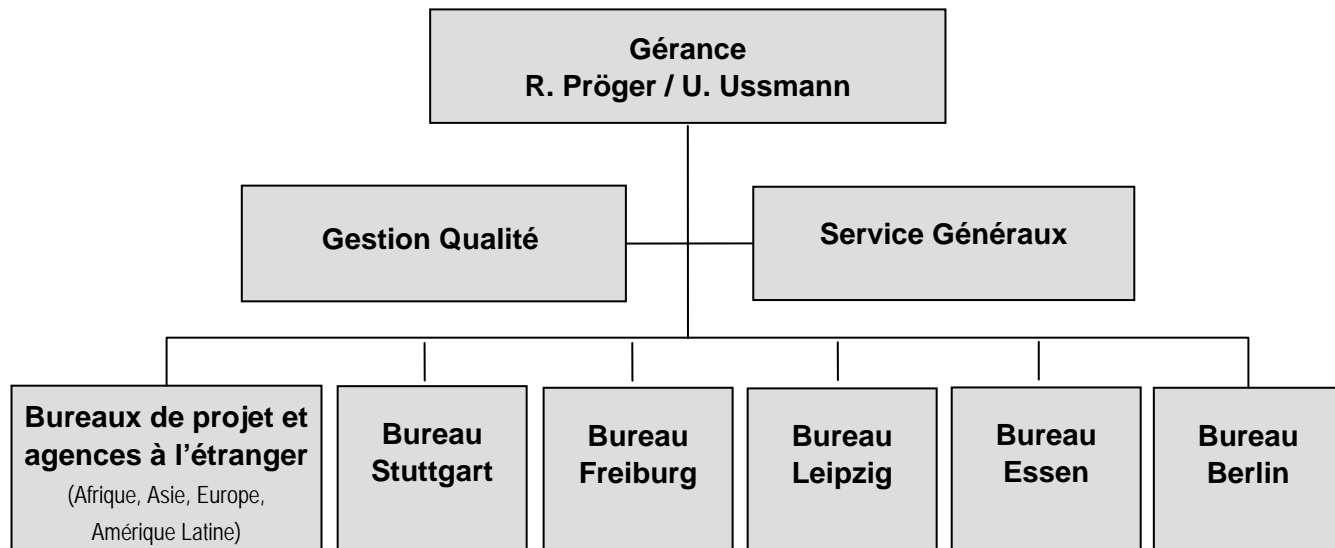 Gérance
R. Pröger / U. Ussmann
Gestion Qualité
Service Généraux
Bureaux de projet et
agences à l’étranger
(Afrique, Asie, Europe,
Amérique Latine)
Bureau
Stuttgart
Bureau
Freiburg
Bureau
Leipzig
Bureau
Essen
Bureau
Berlin